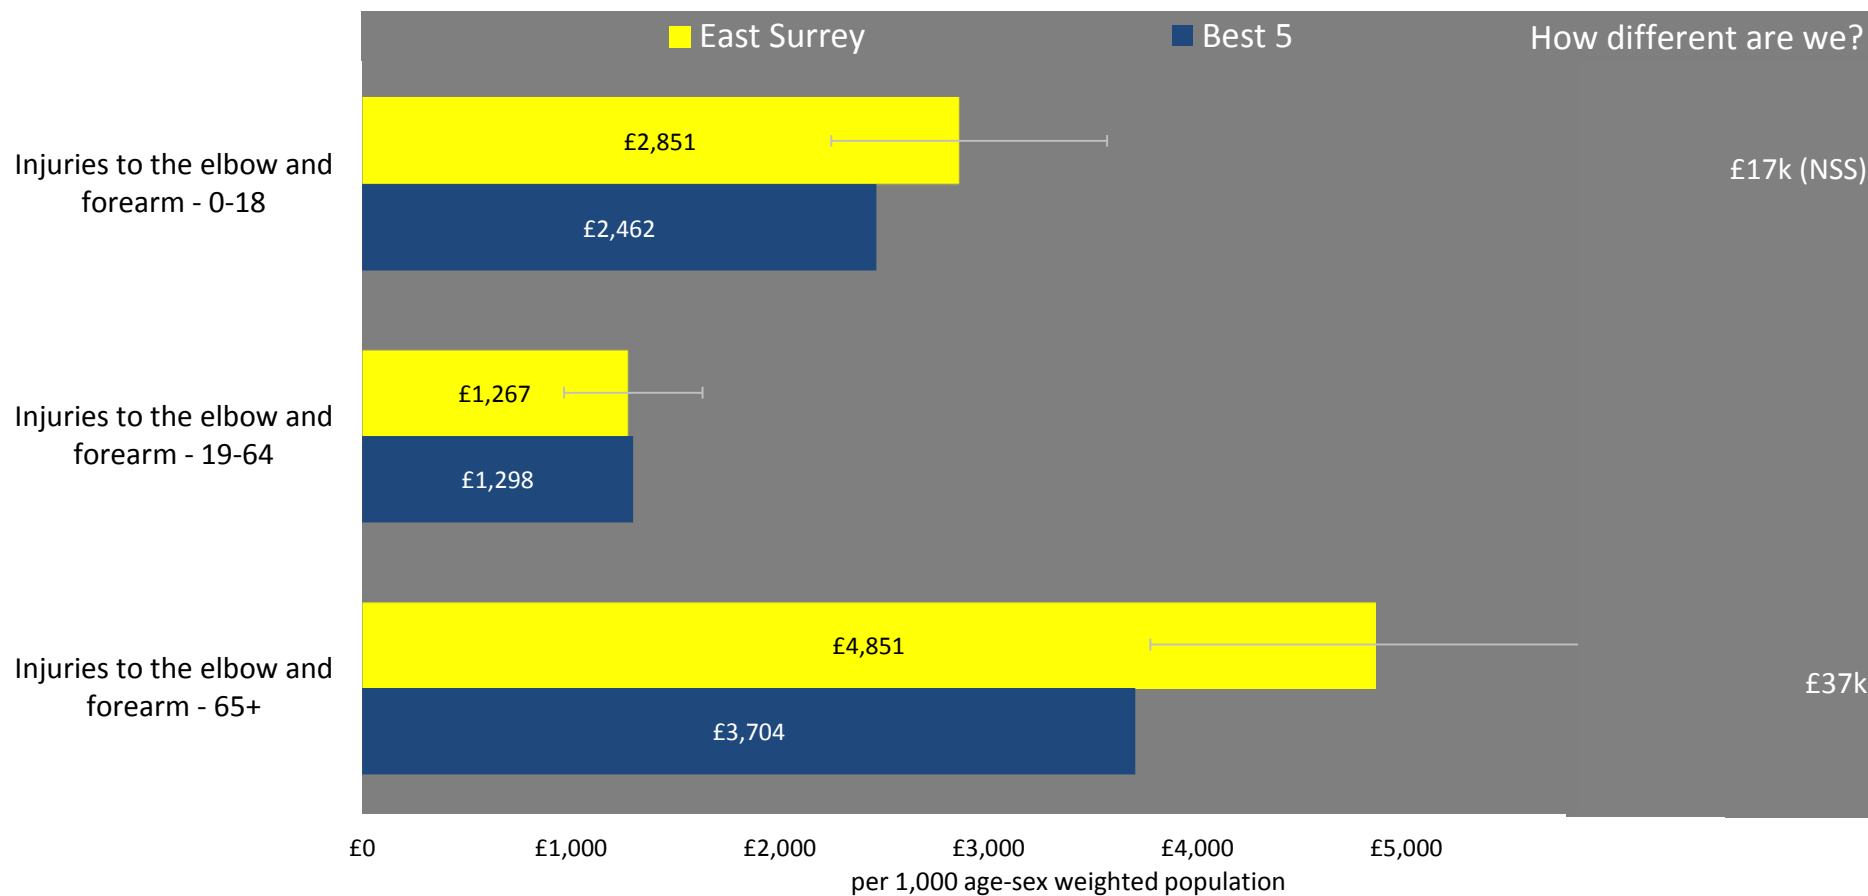 East Surrey
Best 5
How different are we?
Injuries to the elbow and
forearm - 0-18
£2,851
£2,462
£17k (NSS)
Injuries to the elbow and
forearm - 19-64
£1,267
£1,298
Injuries to the elbow and
forearm - 65+
£4,851
£3,704
£37k
£0 £1,000 £2,000 £3,000 £4,000 £5,000
per 1,000 age-sex weighted population